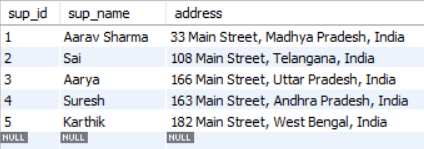 sup_id sup_name address
1 Aarav Sharma 33 Main Street, Madhya Pradesh, India
2 Sai 108 Main Street, Telangana, India
3 Aarya 166 Main Street, Uttar Pradesh, India
4 Suresh 163 Main Street, Andhra Pradesh, India
5 Karthik 182 Main Street, West Bengal, India
NULL NULL NULL